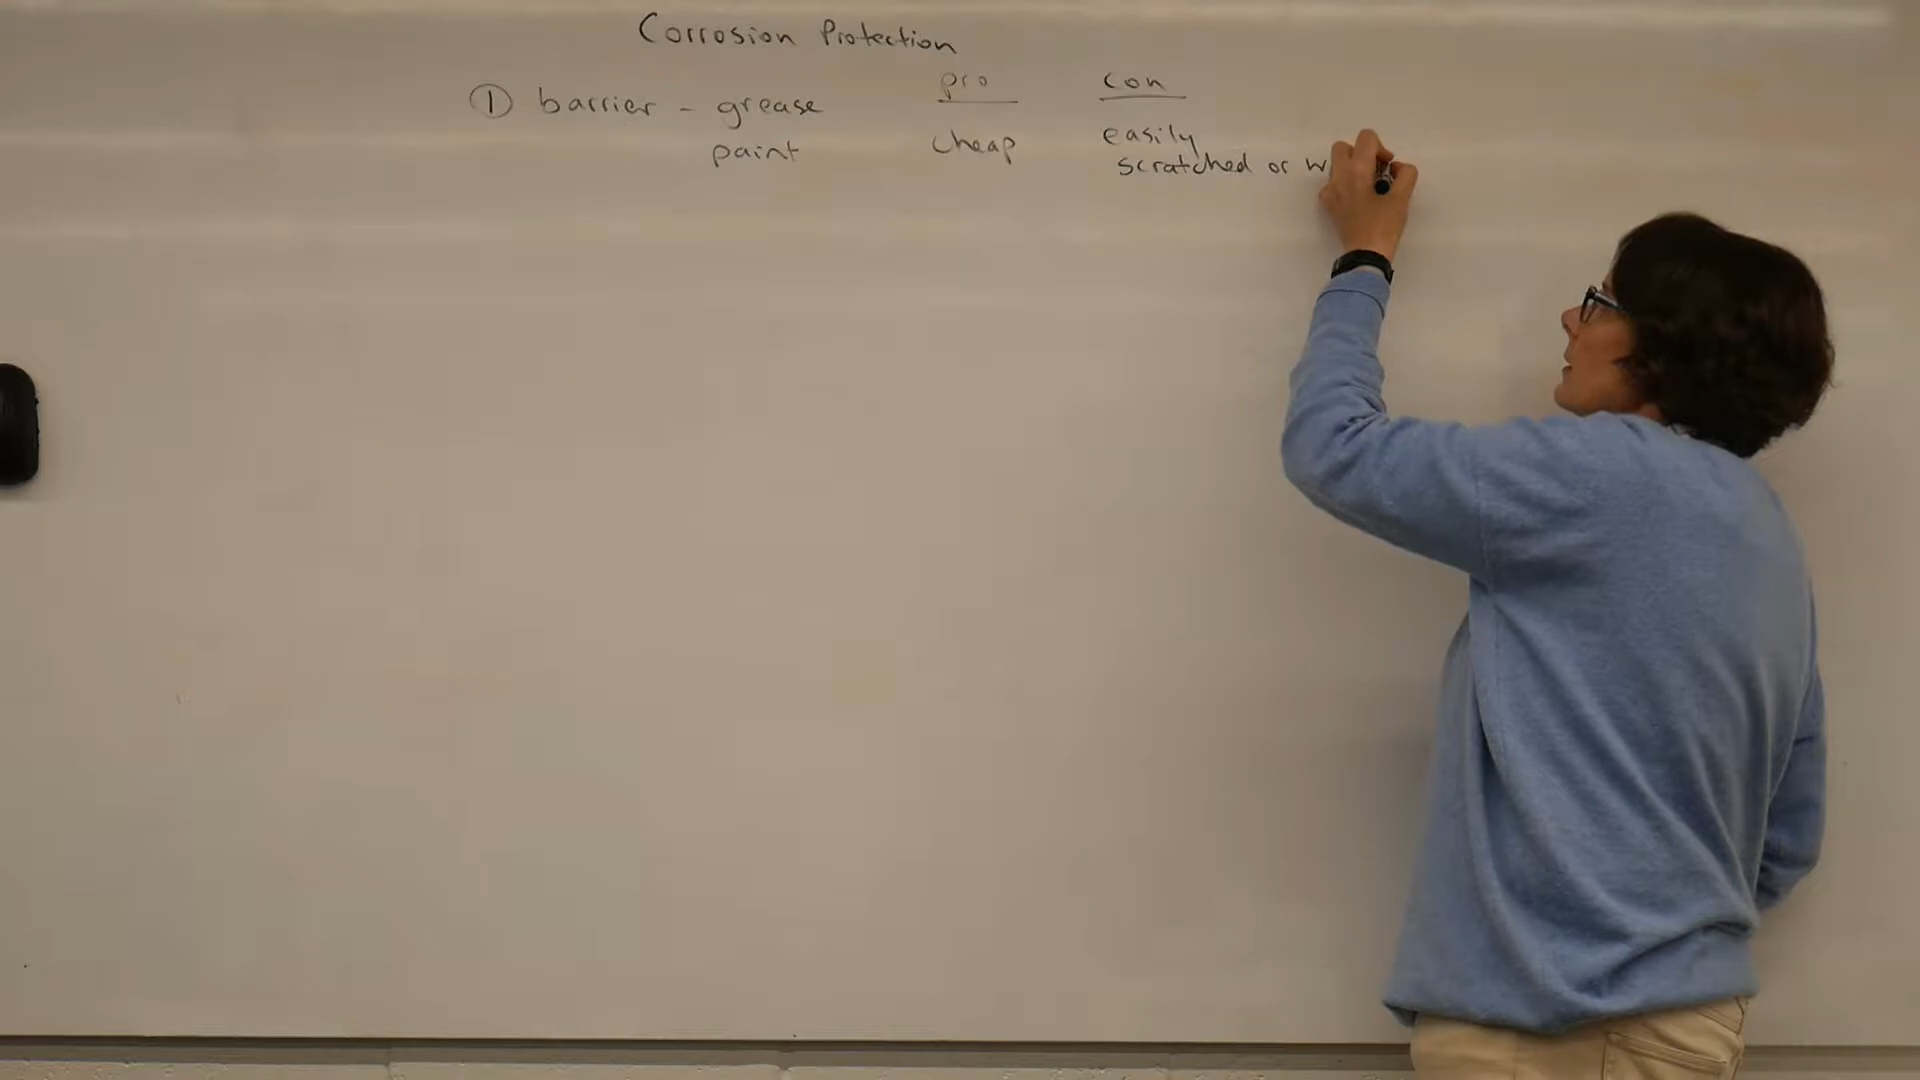 Corrosion Protection
pro con
① barrier - grease
paint cheap easily
scratched or w